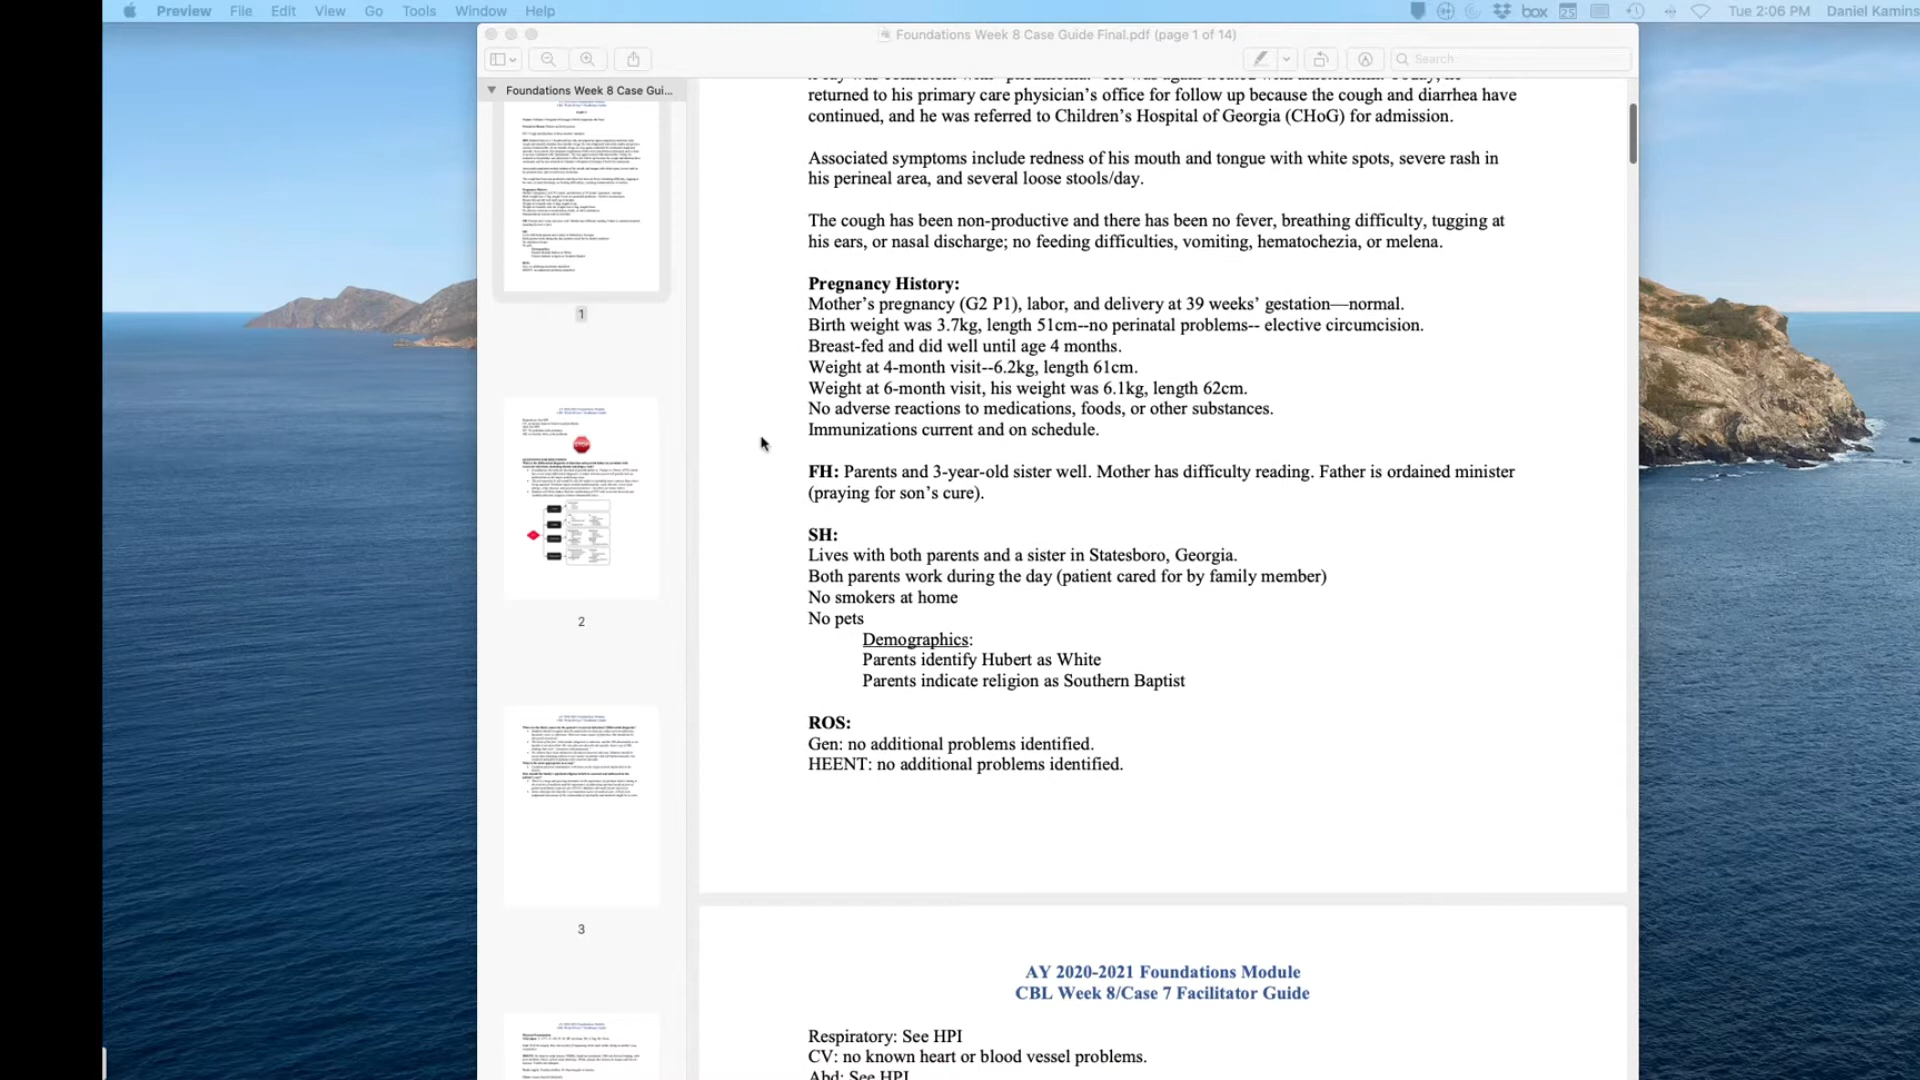 Preview File Edit View Go Tools Window Help box 25 Tue 2:06 PM Daniel Kamins
Foundations Week 8 Case Guide Final.pdf (page 1 of 14)
Search
Foundations Week 8 Case Gui...
1
2
3
returned to his primary care physician's office for follow up because the cough and diarrhea have
continued, and he was referred to Children's Hospital of Georgia (CHoG) for admission.
Associated symptoms include redness of his mouth and tongue with white spots, severe rash in
his perineal area, and several loose stools/day.
The cough has been non-productive and there has been no fever, breathing difficulty, tugging at
his ears, or nasal discharge; no feeding difficulties, vomiting, hematochezia, or melena.
Pregnancy History:
Mother's pregnancy (G2 P1), labor, and delivery at 39 weeks' gestation—normal.
Birth weight was 3.7kg, length 51cm--no perinatal problems-- elective circumcision.
Breast-fed and did well until age 4 months.
Weight at 4-month visit--6.2kg, length 61cm.
Weight at 6-month visit, his weight was 6.1kg, length 62cm.
No adverse reactions to medications, foods, or other substances.
Immunizations current and on schedule.
FH: Parents and 3-year-old sister well. Mother has difficulty reading. Father is ordained minister
(praying for son's cure).
SH:
Lives with both parents and a sister in Statesboro, Georgia.
Both parents work during the day (patient cared for by family member)
No smokers at home
No pets
Demographics:
Parents identify Hubert as White
Parents indicate religion as Southern Baptist
ROS:
Gen: no additional problems identified.
HEENT: no additional problems identified.
AY 2020-2021 Foundations Module
CBL Week 8/Case 7 Facilitator Guide
Respiratory: See HPI
CV: no known heart or blood vessel problems.
Abd: See HPI